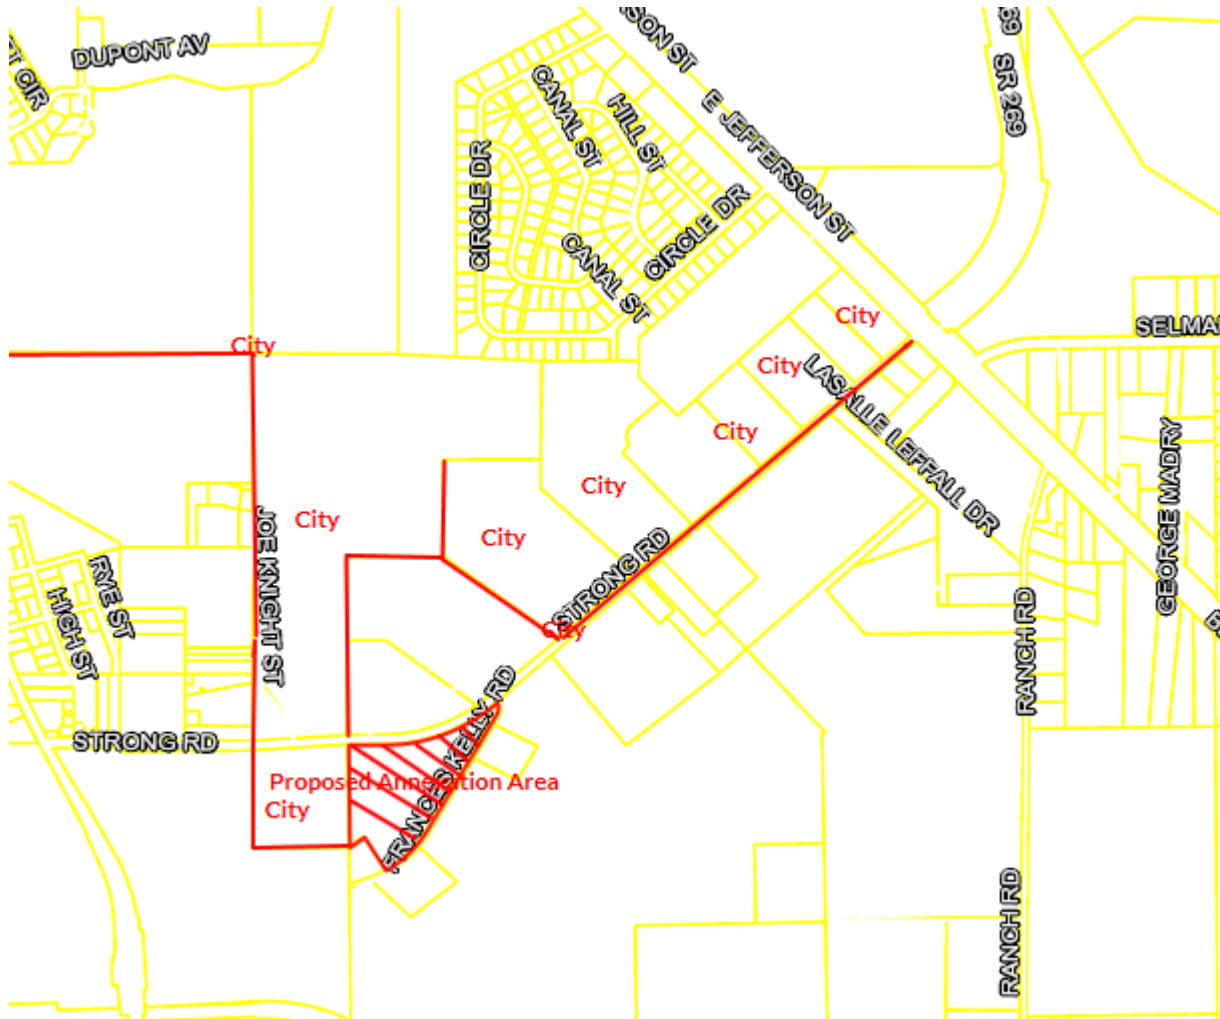 SON ST
39
DUPONT AV
CIR
SR 269
E JEFFERSON ST
CANAL ST
HILL ST
CIRCLE DR
CIRCLE DR
CANAL ST
City
SELMA
City
City
LASALLE LEFFALL DR
City
City
City
City
GEORGE MADRY
JOE KNIGHT ST
RYE ST
HIGH ST
STRONG RD
City
RANCH RD
FRANCES KELLY RD
STRONG RD
Proposed Annexation Area
City
RANCH RD